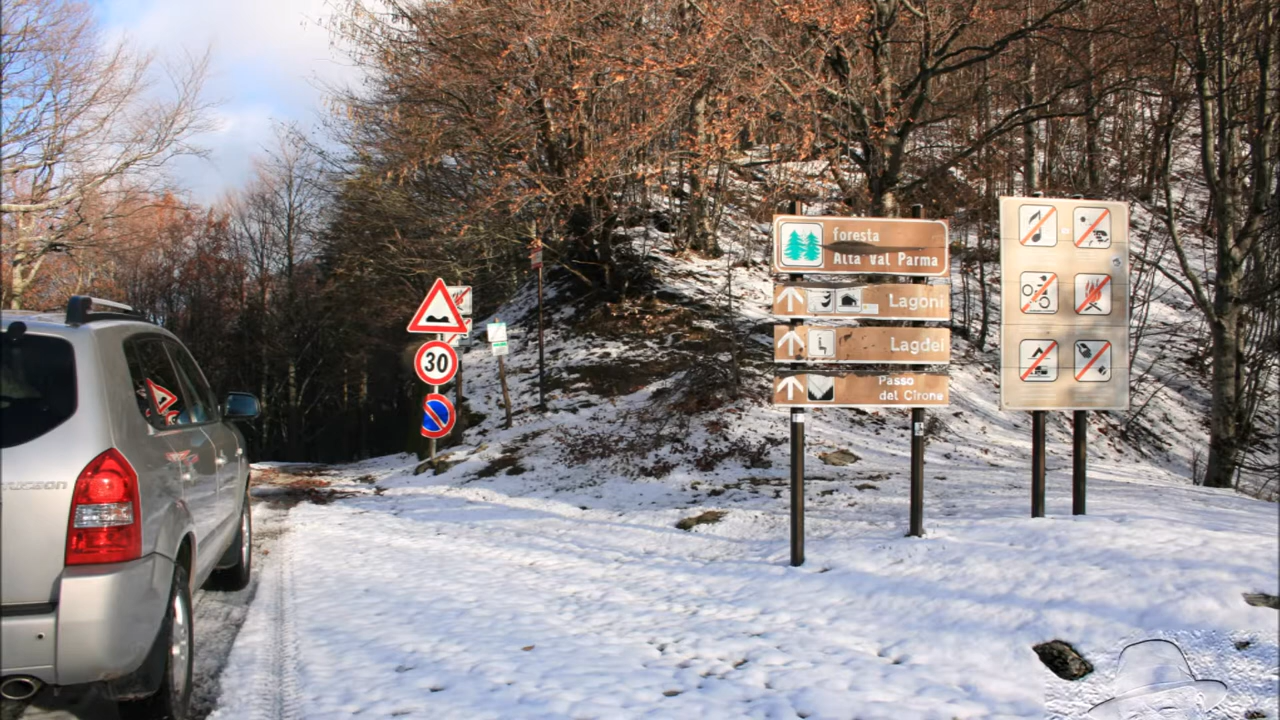 foresta
Alta val Parma
Lagoni
Lagdei
Passo
del Cirone
30
TUCSON